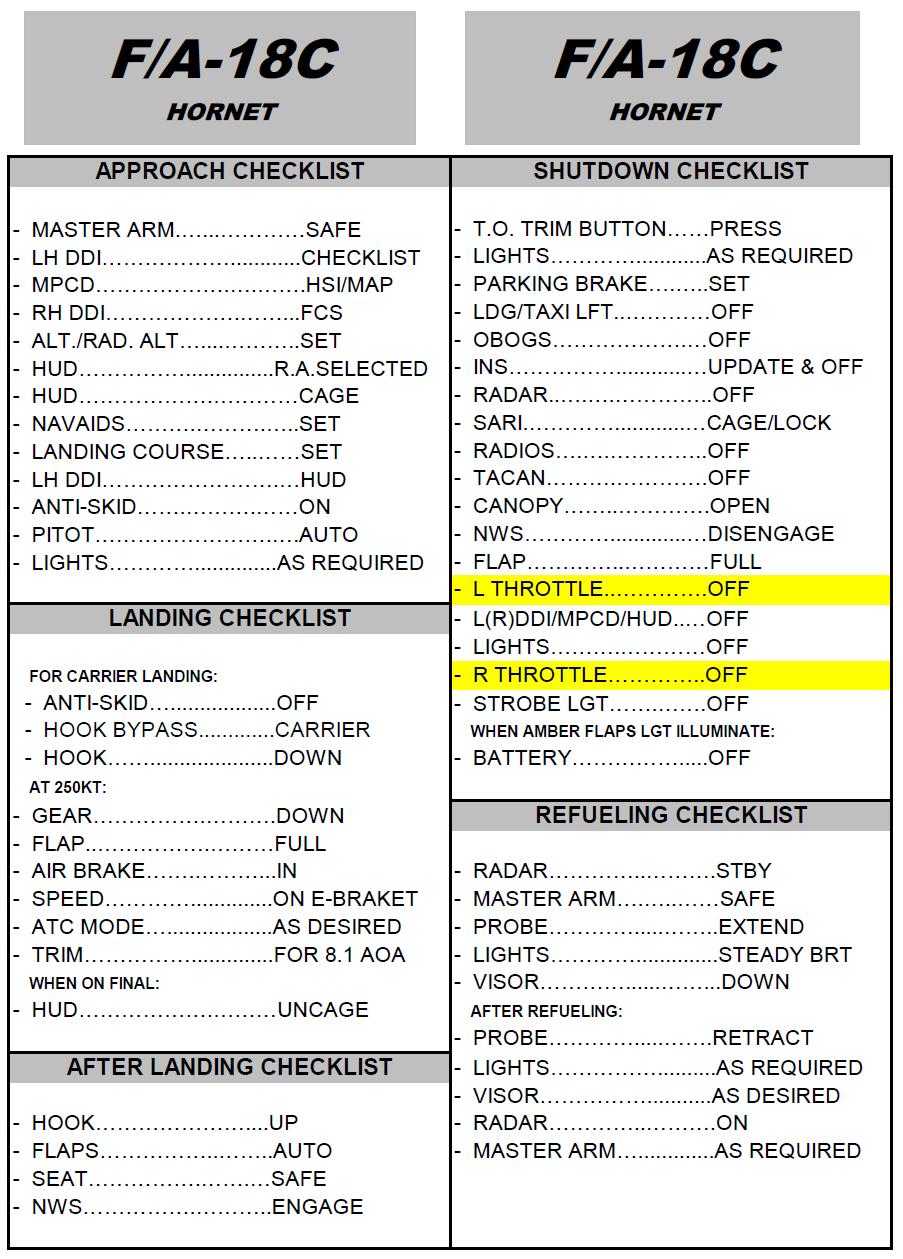 F/A-18C
HORNET
APPROACH CHECKLIST
- MASTER ARM…...…………SAFE
- LH DDI………………...........CHECKLIST
- MPCD…………………..……HSI/MAP
- RH DDI……………………...FCS
- ALT./RAD. ALT…....………..SET
- HUD……………..............R.A.SELECTED
- HUD………………..…………CAGE
- NAVAIDS………………..……SET
- LANDING COURSE…..……SET
- LH DDI………………..………HUD
- ANTI-SKID……..……….……ON
- PITOT……………………..…AUTO
- LIGHTS……………............AS REQUIRED
LANDING CHECKLIST
FOR CARRIER LANDING:
- ANTI-SKID….................OFF
- HOOK BYPASS............CARRIER
- HOOK……....................DOWN
AT 250KT:
- GEAR……………..………..DOWN
- FLAP..……………..………FULL
- AIR BRAKE……..………...IN
- SPEED……………............ON E-BRAKET
- ATC MODE…..................AS DESIRED
- TRIM……………..............FOR 8.1 AOA
WHEN ON FINAL:
- HUD……………..…………UNCAGE
AFTER LANDING CHECKLIST
- HOOK…………………....UP
- FLAPS……………..……..AUTO
- SEAT……………..…..……SAFE
- NWS……………..………..ENGAGE
F/A-18C
HORNET
SHUTDOWN CHECKLIST
- T.O. TRIM BUTTON……PRESS
- LIGHTS…………............AS REQUIRED
- PARKING BRAKE…..…..SET
- LDG/TAXI LFT..…………OFF
- OBOGS………………..…OFF
- INS……………............…UPDATE & OFF
- RADAR..…..……………..OFF
- SARI……………...........…CAGE/LOCK
- RADIOS…..…..…………..OFF
- TACAN……..……………..OFF
- CANOPY……..…………..OPEN
- NWS…………..............…DISENGAGE
- FLAP………..……………FULL
- L THROTTLE..………….OFF
- L(R)DDI/MPCD/HUD..…OFF
- LIGHTS……..……………OFF
- R THROTTLE…………..OFF
- STROBE LGT……..……..OFF
WHEN AMBER FLAPS LGT ILLUMINATE:
- BATTERY…………….....OFF
REFUELING CHECKLIST
- RADAR…………...………..STBY
- MASTER ARM…..…..……SAFE
- PROBE…………....……..EXTEND
- LIGHTS…………..............STEADY BRT
- VISOR……………......……...DOWN
AFTER REFUELING:
- PROBE…………....…….RETRACT
- LIGHTS……………..........AS REQUIRED
- VISOR……………...........AS DESIRED
- RADAR…………....……….ON
- MASTER ARM….............AS REQUIRED